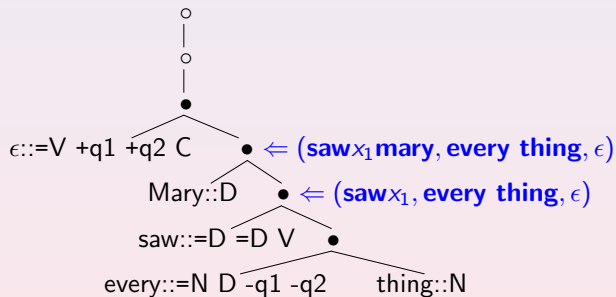 ϵ::=V +q1 +q2 C ⇐ (sawx₁mary, every thing, ϵ)
Mary::D ⇐ (sawx₁, every thing, ϵ)
saw::=D =D V
every::=N D -q1 -q2 thing::N